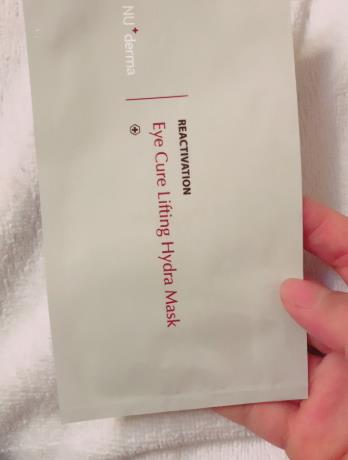 NU+derma
REACTIVATION
Eye Cure Lifting Hydra Mask